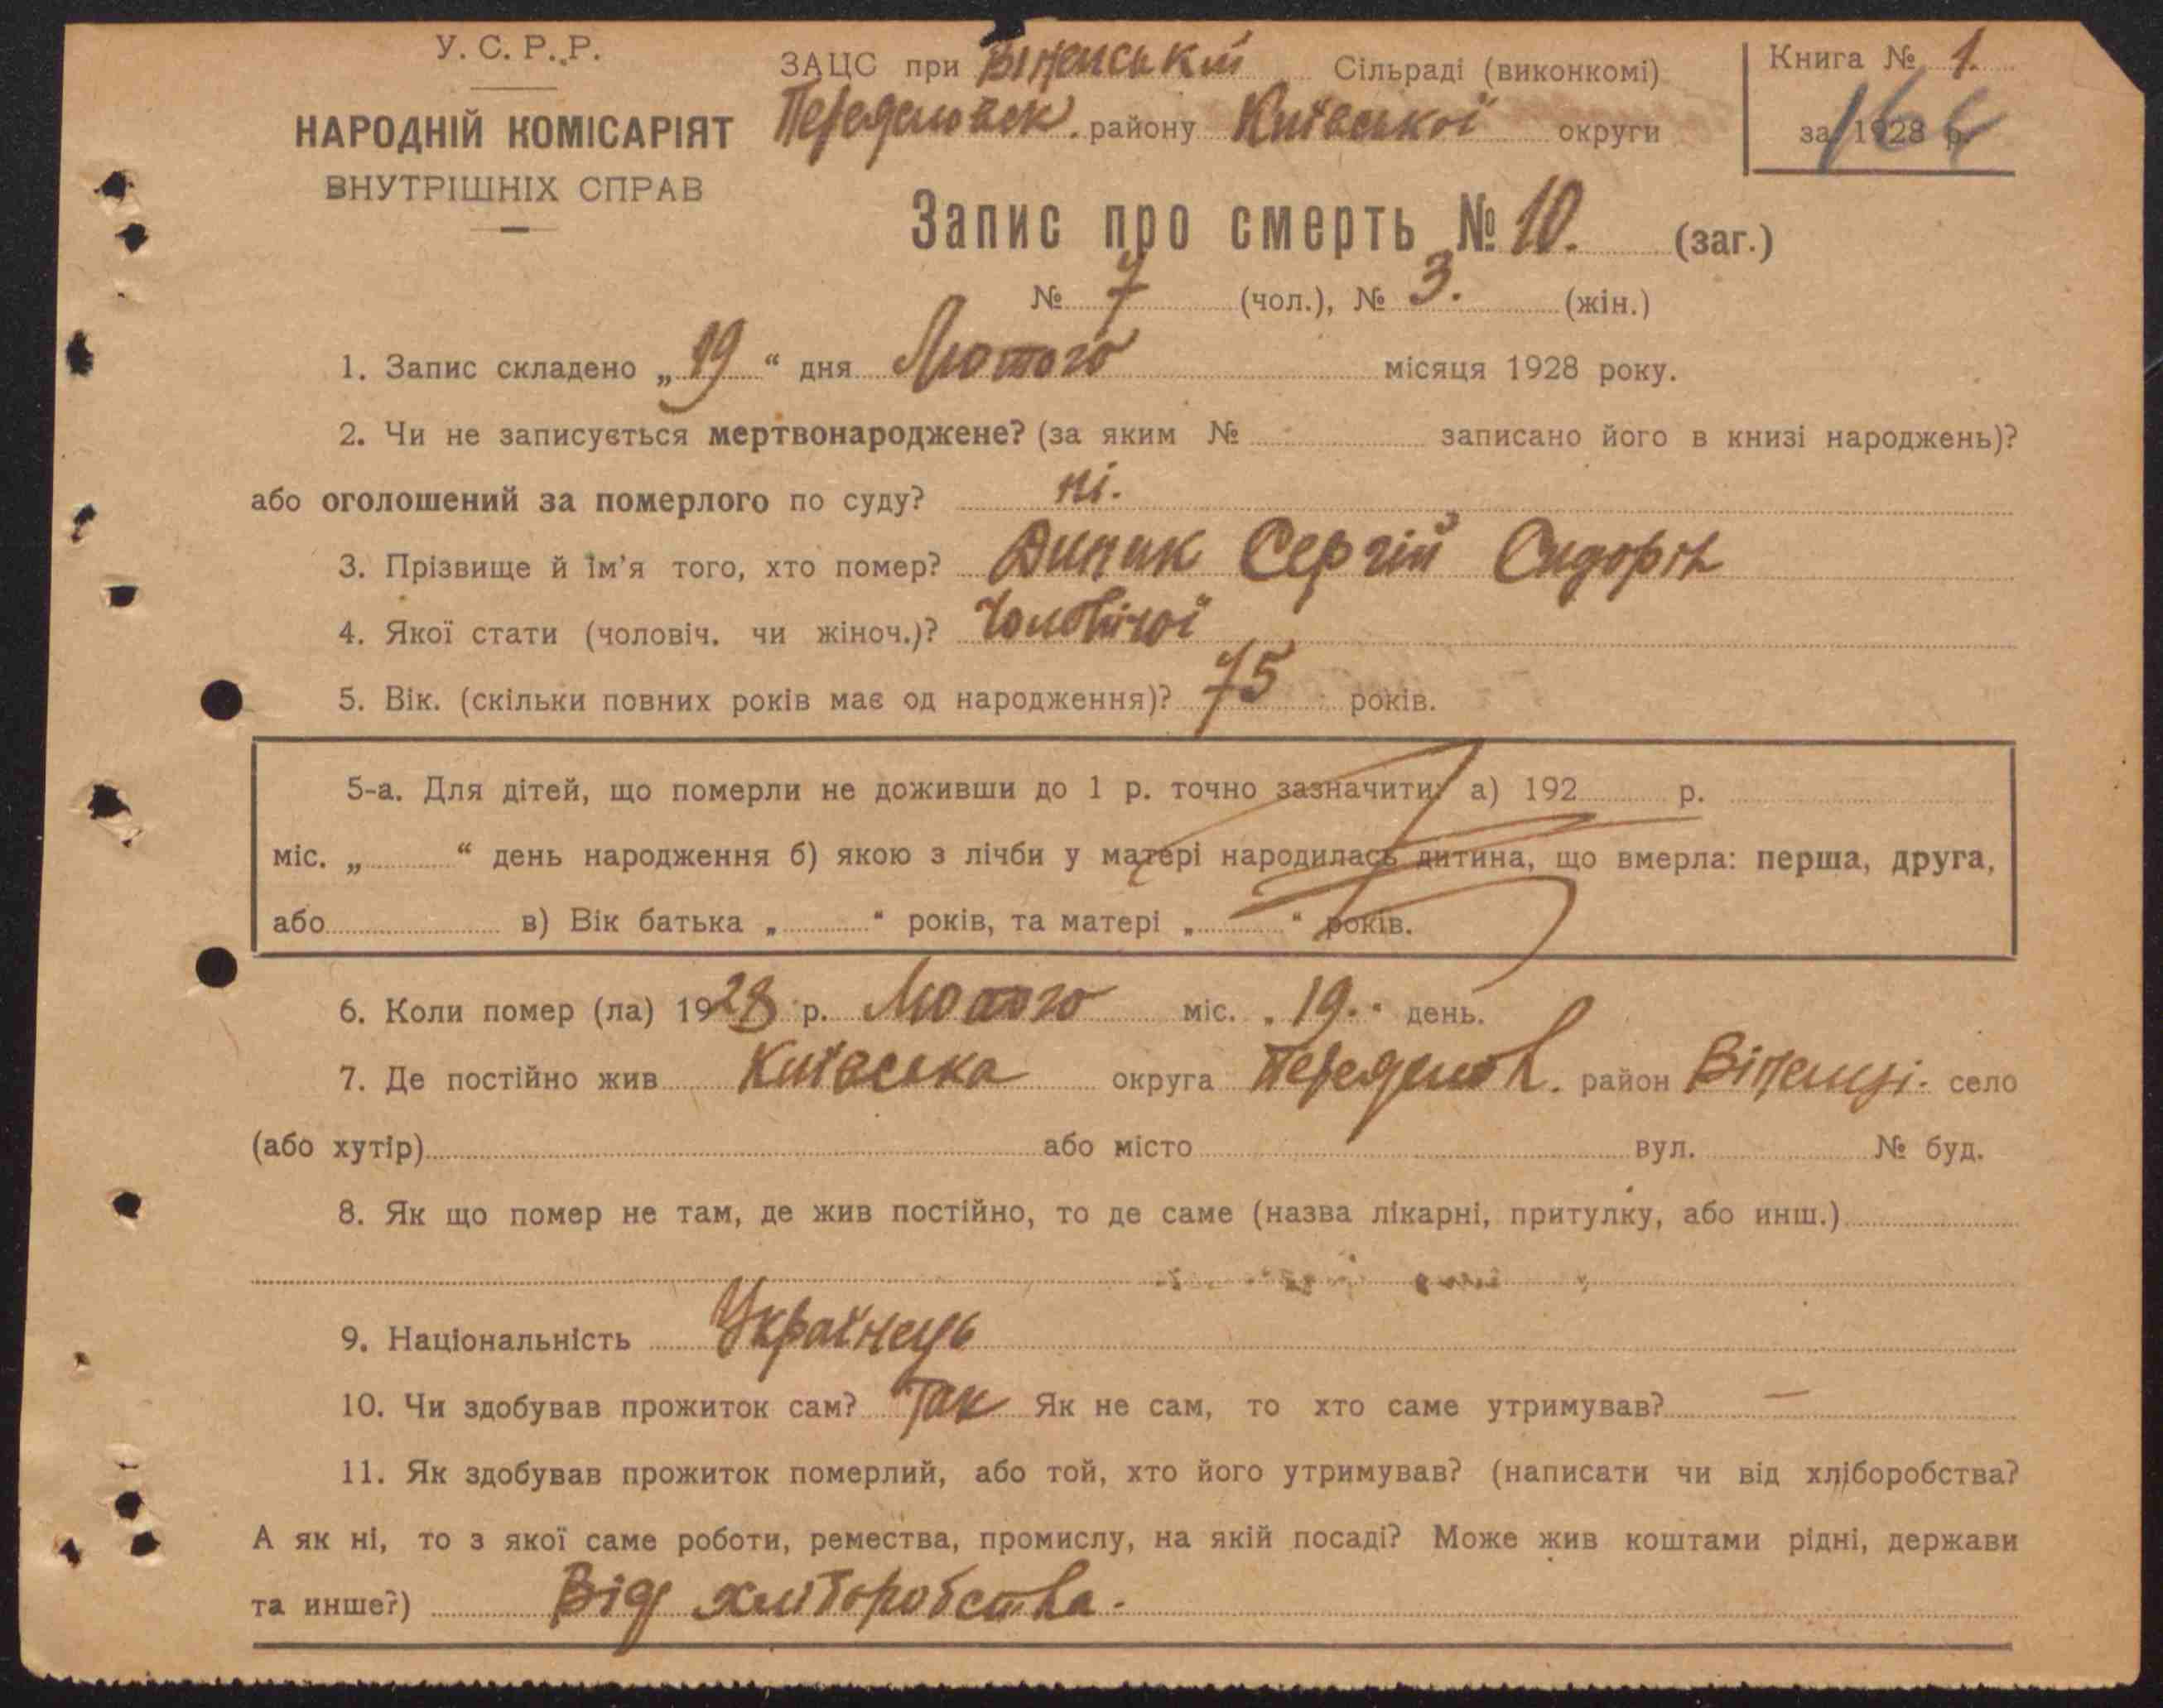 У. С. Р. Р.
НАРОДНІЙ КОМІСАРІЯТ
ВНУТРІШНІХ СПРАВ
ЗАЦС при Віненській Сільраді (виконкомі)
району Київської округи
Книга № 1.
за 1928 р.
166
Запис про смерть № 10. (заг.)
№ 7 (чол.), № 3. (жін.)
1. Запис складено „19“ дня Лютого місяця 1928 року.
2. Чи не записується мертвонароджене? (за яким № записано його в книзі народжень)?
або оголошений за померлого по суду? ні.
3. Прізвище й ім'я того, хто помер? Сергій Сидорів
4. Якої стати (чоловіч. чи жіноч.)? Чоловічої
5. Вік. (скільки повних років має од народження)? 75 років.
5-а. Для дітей, що померли не доживши до 1 р. точно зазначити: а) 192 р.
міс. „ “ день народження б) якою з лічби у матері народилась дитина, що вмерла: перша, друга,
або в) Вік батька „ “ років, та матері „ “ років.
6. Коли помер (ла) 1928 р. Лютого міс. „19.“ день.
7. Де постійно жив Київська округа район село
(або хутір) або місто вул. № буд.
8. Як що помер не там, де жив постійно, то де саме (назва лікарні, притулку, або инш.)
9. Національність Українець
10. Чи здобував прожиток сам? Так Як не сам, то хто саме утримував? —
11. Як здобував прожиток померлий, або той, хто його утримував? (написати чи від хліборобства?
А як ні, то з якої саме роботи, ремества, промислу, на якій посаді? Може жив коштами рідні, держави
та инше?) Від хліборобства.